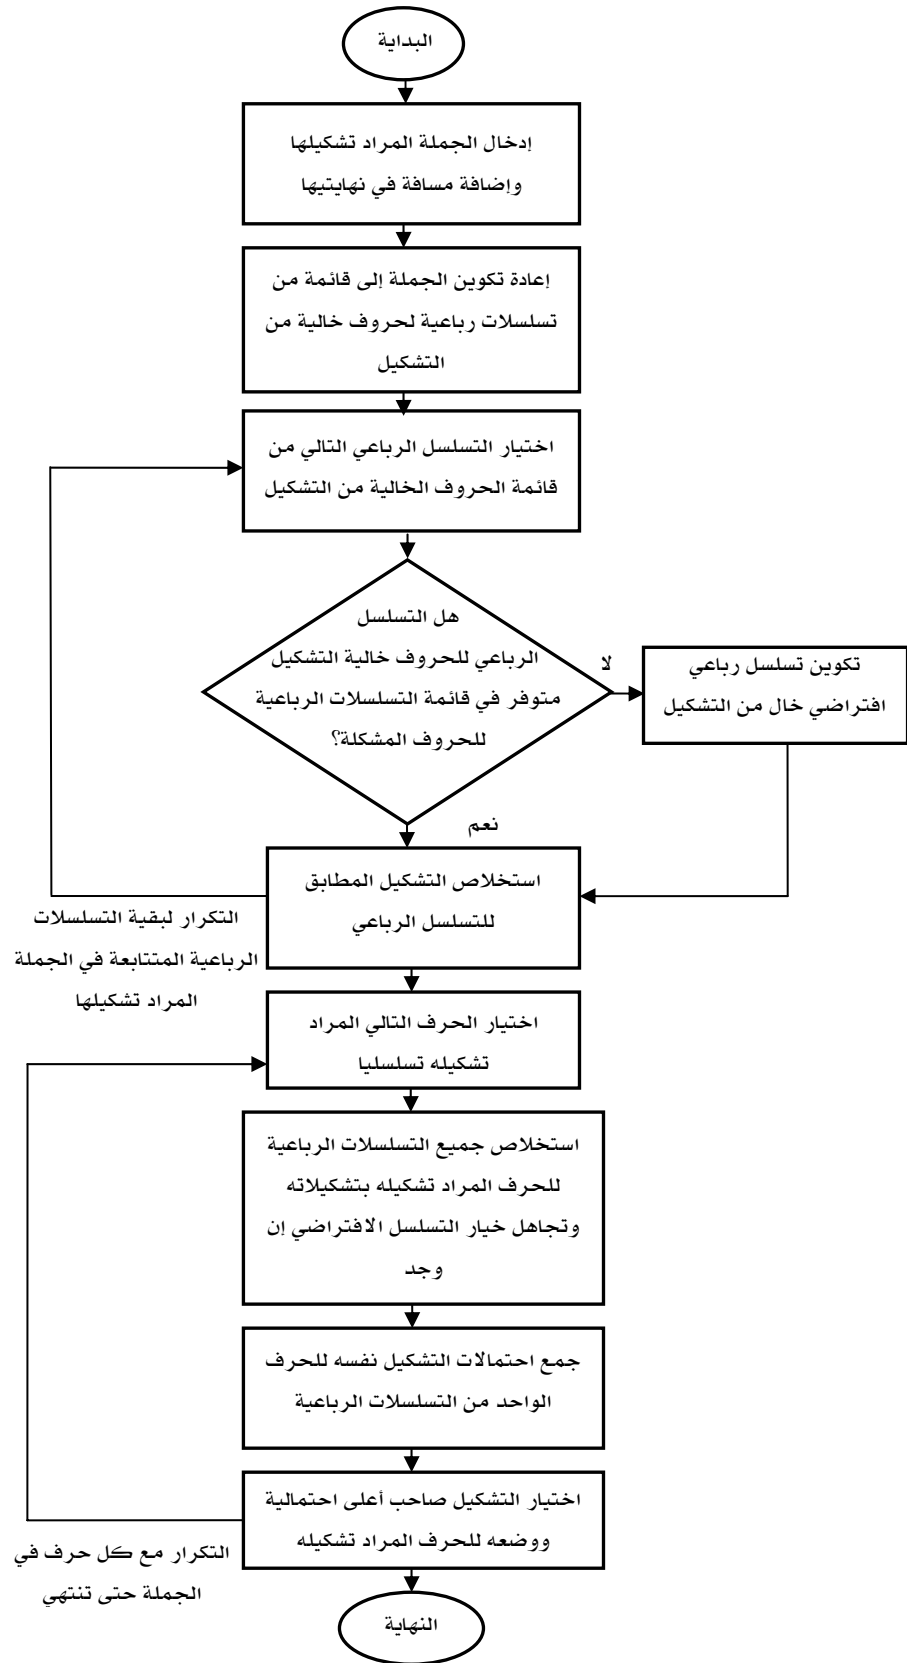 البداية
إدخال الجملة المراد تشكيلها
وإضافة مسافة في نهايتيها
إعادة تكوين الجملة إلى قائمة من
تسلسلات رباعية لحروف خالية من
التشكيل
اختيار التسلسل الرباعي التالي من
قائمة الحروف الخالية من التشكيل
هل التسلسل
الرباعي للحروف خالية التشكيل
متوفر في قائمة التسلسلات الرباعية
للحروف المشكلة؟
لا
تكوين تسلسل رباعي
افتراضي خال من التشكيل
نعم
استخلاص التشكيل المطابق
للتسلسل الرباعي
التكرار لبقية التسلسلات
الرباعية المتتابعة في الجملة
المراد تشكيلها
اختيار الحرف التالي المراد
تشكيله تسلسليا
استخلاص جميع التسلسلات الرباعية
للحرف المراد تشكيله بتشكيلاته
وتجاهل خيار التسلسل الافتراضي إن
وجد
جمع احتمالات التشكيل نفسه للحرف
الواحد من التسلسلات الرباعية
اختيار التشكيل صاحب أعلى احتمالية
ووضعه للحرف المراد تشكيله
التكرار مع كل حرف في
الجملة حتى تنتهي
النهاية